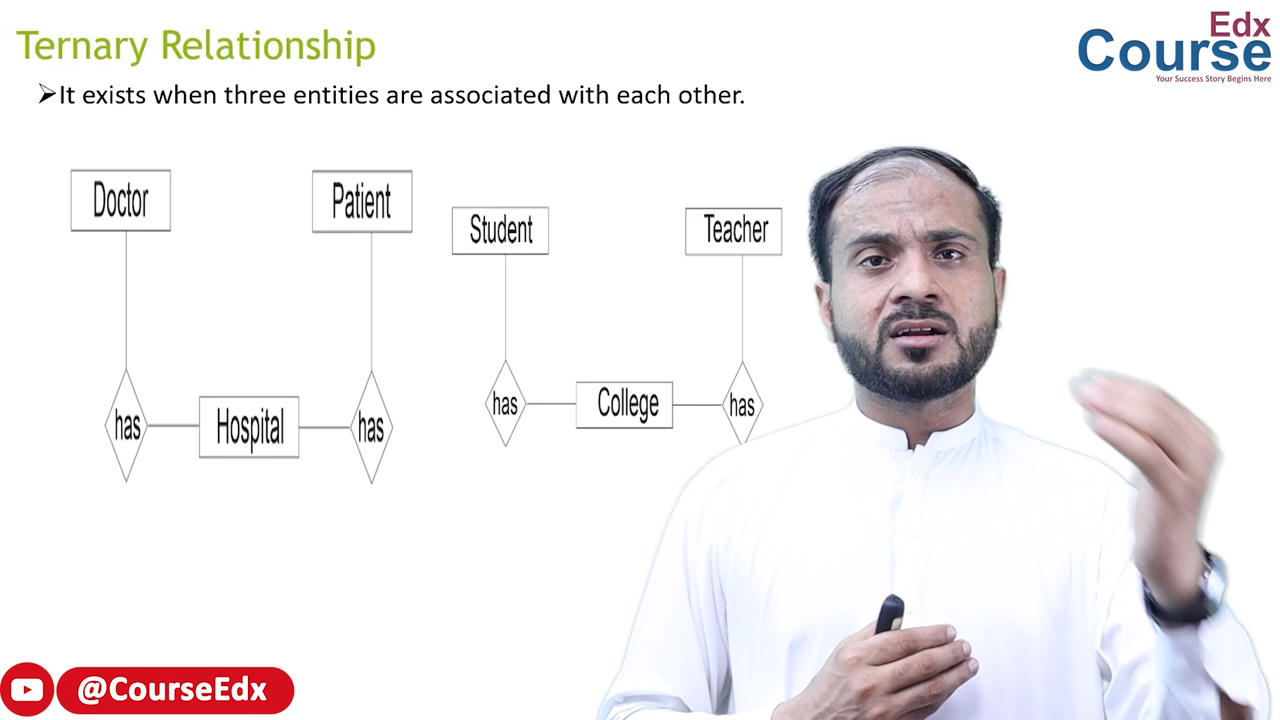 Ternary Relationship
Edx
Course
Your Success Story Begins Here
➢It exists when three entities are associated with each other.
Doctor
Patient
Student
Teacher
has
Hospital
has
has
College
has
@CourseEdx